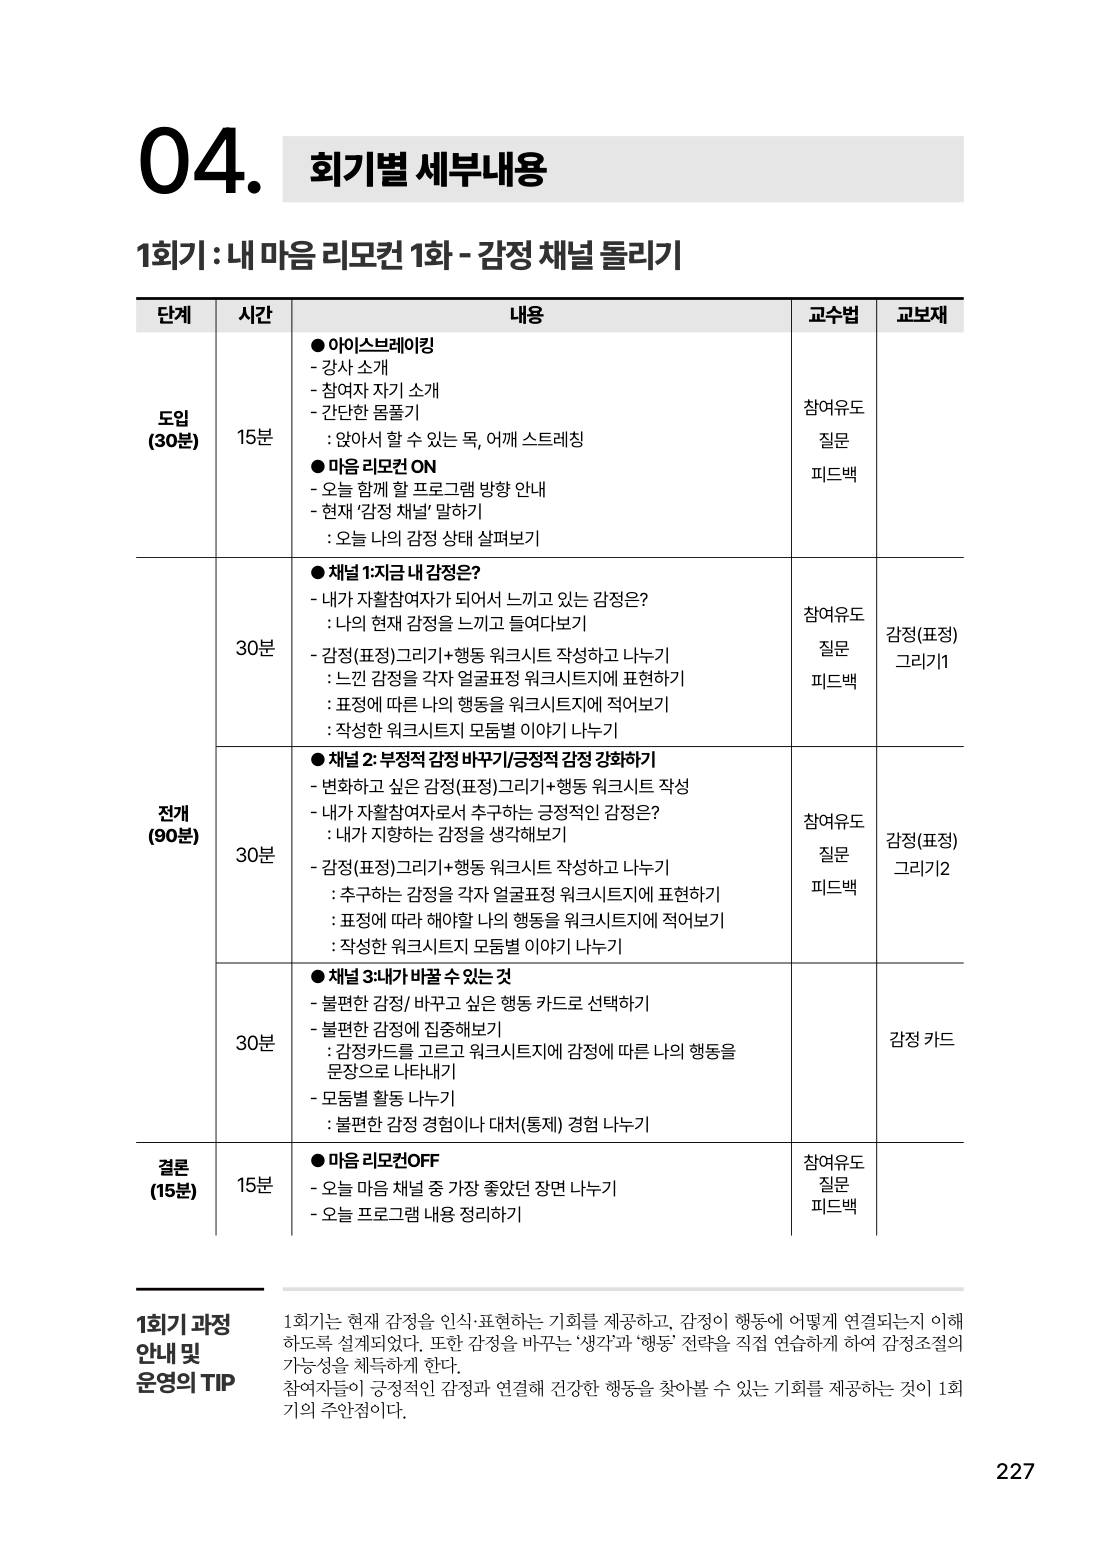 04.
회기별 세부내용
1회기 : 내 마음 리모컨 1화 - 감정 채널 돌리기
단계 시간 내용 교수법 교보재
도입
(30분)
15분
● 아이스브레이킹
- 강사 소개
- 참여자 자기 소개
- 간단한 몸풀기
: 앉아서 할 수 있는 목, 어깨 스트레칭
● 마음 리모컨 ON
- 오늘 함께 할 프로그램 방향 안내
- 현재 ‘감정 채널’ 말하기
: 오늘 나의 감정 상태 살펴보기
참여유도
질문
피드백
전개
(90분)
30분
● 채널 1:지금 내 감정은?
- 내가 자활참여자가 되어서 느끼고 있는 감정은?
: 나의 현재 감정을 느끼고 들여다보기
- 감정(표정)그리기+행동 워크시트 작성하고 나누기
: 느낀 감정을 각자 얼굴표정 워크시트지에 표현하기
: 표정에 따른 나의 행동을 워크시트지에 적어보기
: 작성한 워크시트지 모둠별 이야기 나누기
참여유도
질문
피드백
감정(표정)
그리기1
30분
● 채널 2: 부정적 감정 바꾸기/긍정적 감정 강화하기
- 변화하고 싶은 감정(표정)그리기+행동 워크시트 작성
- 내가 자활참여자로서 추구하는 긍정적인 감정은?
: 내가 지향하는 감정을 생각해보기
- 감정(표정)그리기+행동 워크시트 작성하고 나누기
: 추구하는 감정을 각자 얼굴표정 워크시트지에 표현하기
: 표정에 따라 해야할 나의 행동을 워크시트지에 적어보기
: 작성한 워크시트지 모둠별 이야기 나누기
참여유도
질문
피드백
감정(표정)
그리기2
30분
● 채널 3:내가 바꿀 수 있는 것
- 불편한 감정/ 바꾸고 싶은 행동 카드로 선택하기
- 불편한 감정에 집중해보기
: 감정카드를 고르고 워크시트지에 감정에 따른 나의 행동을
문장으로 나타내기
- 모둠별 활동 나누기
: 불편한 감정 경험이나 대처(통제) 경험 나누기
감정 카드
결론
(15분)
15분
● 마음 리모컨OFF
- 오늘 마음 채널 중 가장 좋았던 장면 나누기
- 오늘 프로그램 내용 정리하기
참여유도
질문
피드백
1회기 과정
안내 및
운영의 TIP
1회기는 현재 감정을 인식·표현하는 기회를 제공하고, 감정이 행동에 어떻게 연결되는지 이해
하도록 설계되었다. 또한 감정을 바꾸는 ‘생각’과 ‘행동’ 전략을 직접 연습하게 하여 감정조절의
가능성을 체득하게 한다.
참여자들이 긍정적인 감정과 연결해 건강한 행동을 찾아볼 수 있는 기회를 제공하는 것이 1회
기의 주안점이다.
227